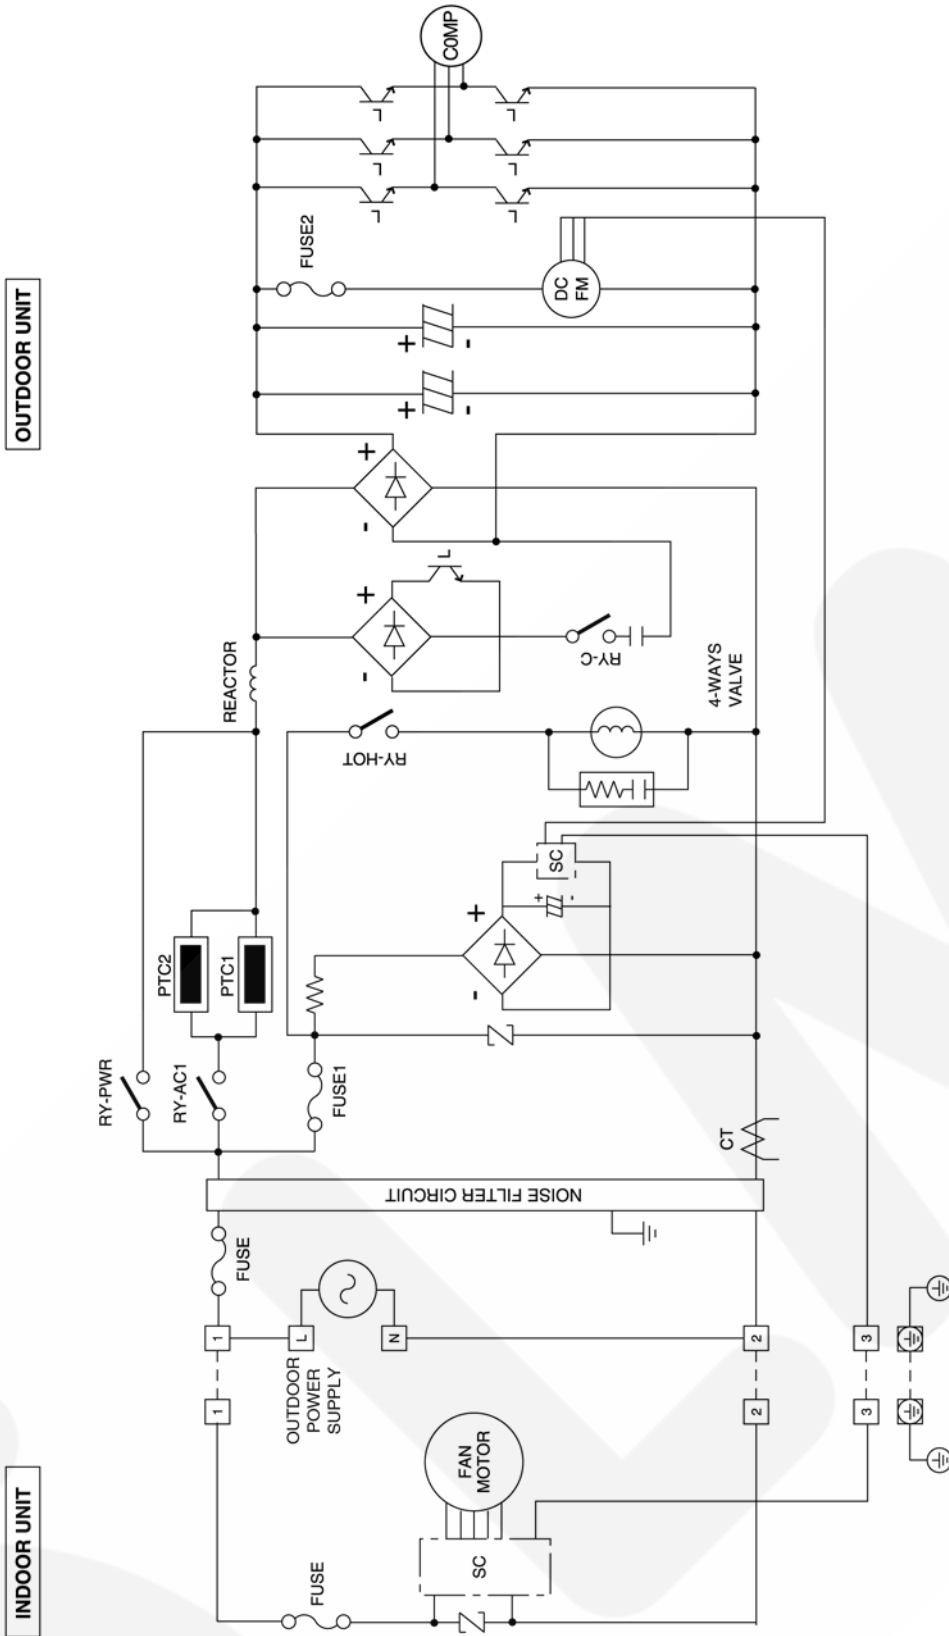 INDOOR UNIT
OUTDOOR UNIT
RY-PWR
PTC2
RY-AC1
PTC1
REACTOR
FUSE
FUSE1
FUSE2
1
1
L
OUTDOOR
POWER
SUPPLY
N
FUSE
NOISE FILTER CIRCUIT
RY-HOT
-
+
L
-
+
+
-
+
-
L
L
L
COMP
FAN
MOTOR
SC
-
+
+
-
SC
-
RY-C
DC
FM
L
L
L
2
2
CT
4-WAYS
VALVE
3
3